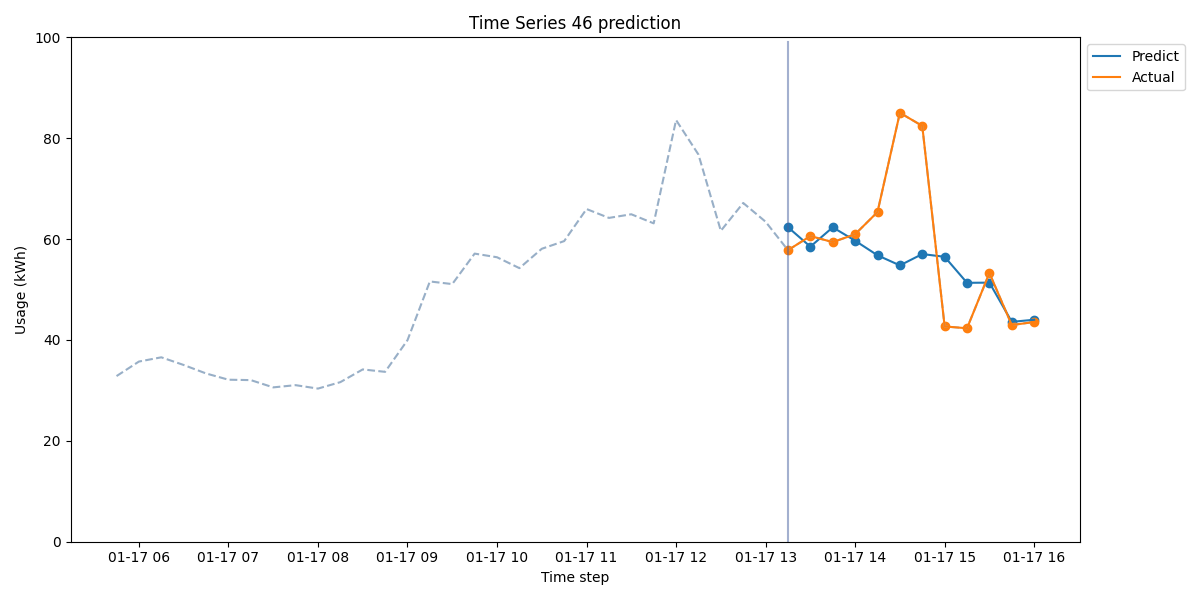 Time Series 46 prediction
Predict
Actual
Usage (kWh)
100
80
60
40
20
0
01-17 06 01-17 07 01-17 08 01-17 09 01-17 10 01-17 11 01-17 12 01-17 13 01-17 14 01-17 15 01-17 16
Time step